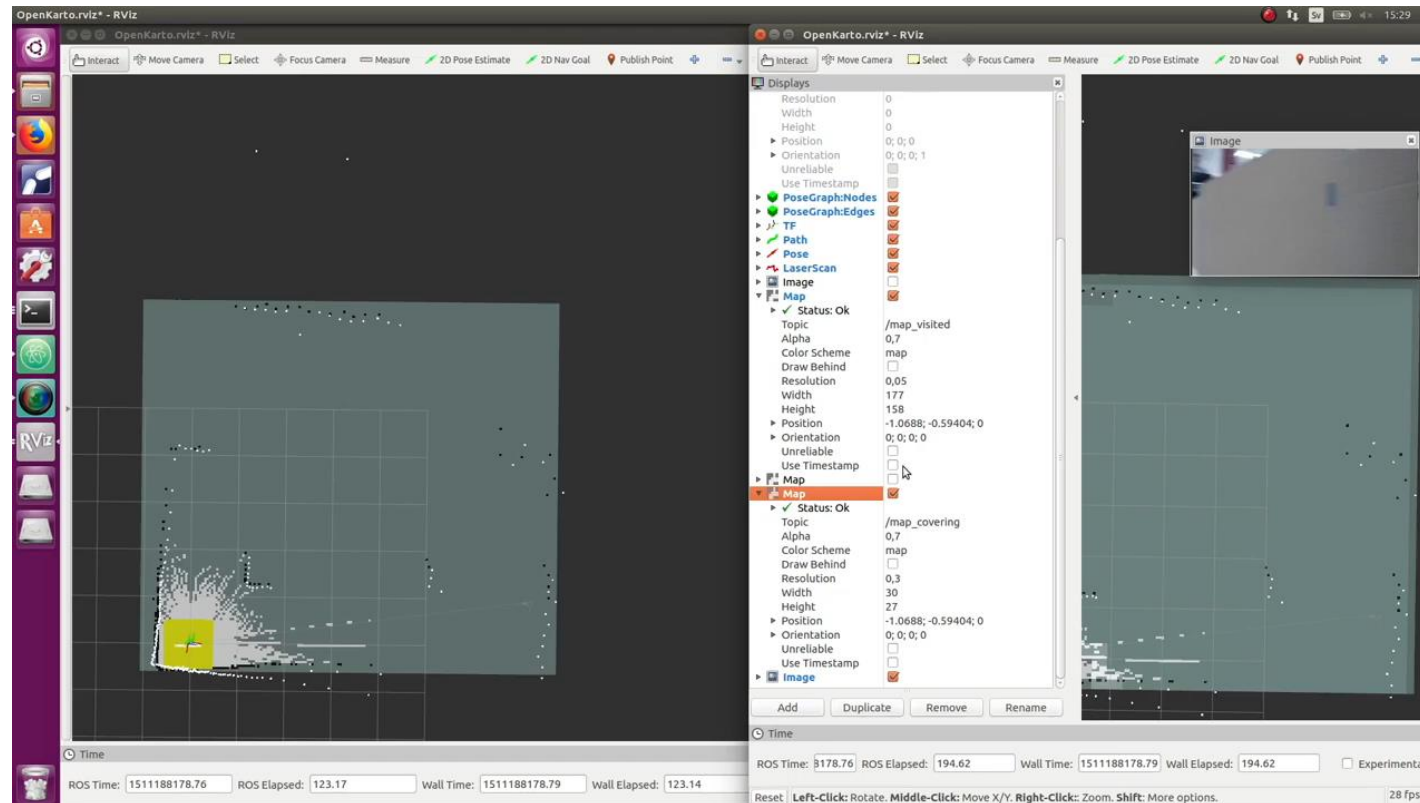 OpenKarto.rviz* - RViz
Sv
15:29
OpenKarto.rviz* - RViz
Interact Move Camera Select Focus Camera Measure 2D Pose Estimate 2D Nav Goal Publish Point
RViz
Time
ROS Time: 1511188178.76 ROS Elapsed: 123.17 Wall Time: 1511188178.79 Wall Elapsed: 123.14
OpenKarto.rviz* - RViz
Interact Move Camera Select Focus Camera Measure 2D Pose Estimate 2D Nav Goal Publish Point
Displays
Resolution 0
Width 0
Height 0
Position 0; 0; 0
Orientation 0; 0; 0; 1
Unreliable
Use Timestamp
PoseGraph:Nodes
PoseGraph:Edges
TF
Path
Pose
LaserScan
Image
Map
Status: Ok
Topic /map_visited
Alpha 0,7
Color Scheme map
Draw Behind
Resolution 0,05
Width 177
Height 158
Position -1.0688; -0.59404; 0
Orientation 0; 0; 0; 0
Unreliable
Use Timestamp
Map
Map
Status: Ok
Topic /map_covering
Alpha 0,7
Color Scheme map
Draw Behind
Resolution 0,3
Width 30
Height 27
Position -1.0688; -0.59404; 0
Orientation 0; 0; 0; 0
Unreliable
Use Timestamp
Image
Add Duplicate Remove Rename
Image
Time
ROS Time: 8178.76 ROS Elapsed: 194.62 Wall Time: 1511188178.79 Wall Elapsed: 194.62 Experimenta
Reset Left-Click: Rotate. Middle-Click: Move X/Y. Right-Click:: Zoom. Shift: More options. 28 fps